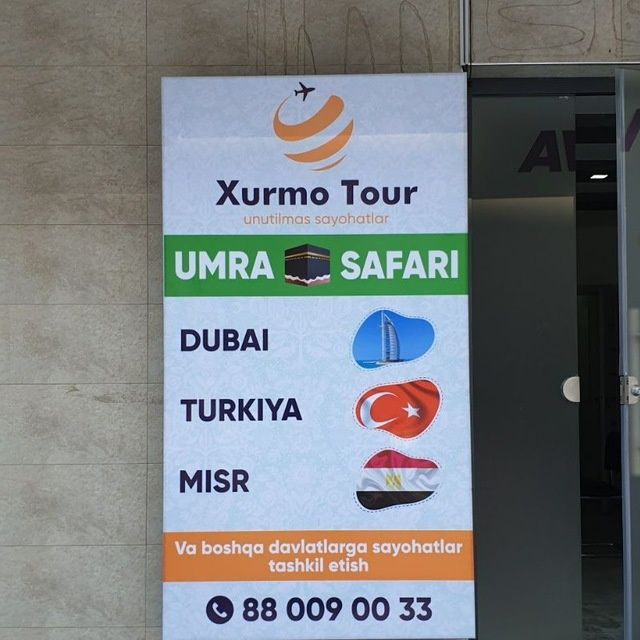 Xurmo Tour
unutilmas sayohatlar
UMRA SAFARI
DUBAI
TURKIYA
MISR
Va boshqa davlatlarga sayohatlar
tashkil etish
88 009 00 33